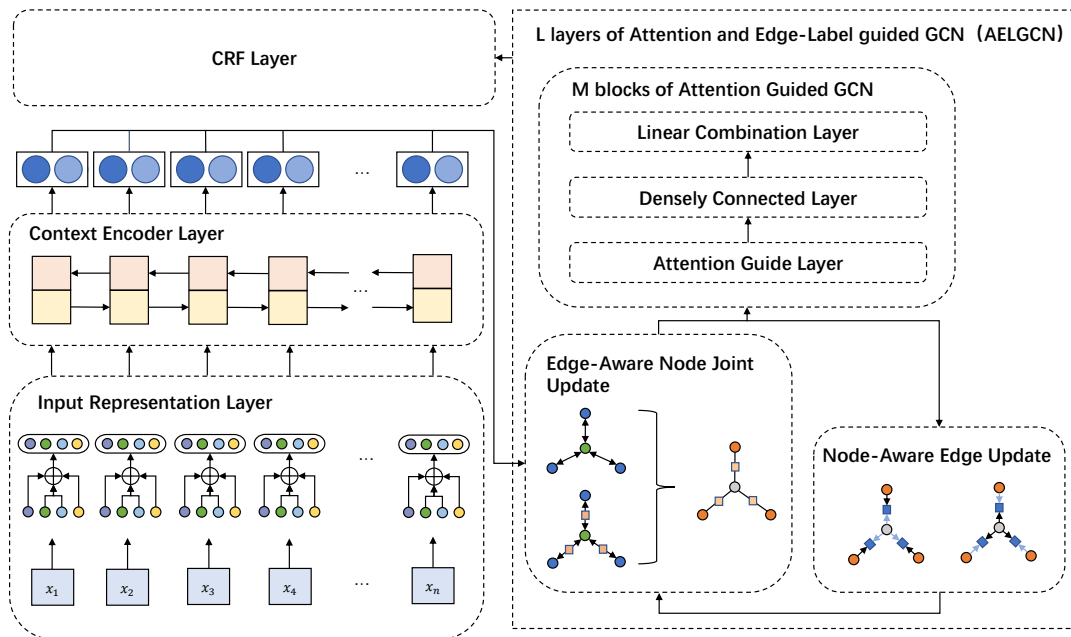 CRF Layer
...
Context Encoder Layer
...
Input Representation Layer
...
x₁
x₂
x₃
x₄
...
xₙ
L layers of Attention and Edge-Label guided GCN（AELGCN）
M blocks of Attention Guided GCN
Linear Combination Layer
Densely Connected Layer
Attention Guide Layer
Edge-Aware Node Joint
Update
Node-Aware Edge Update